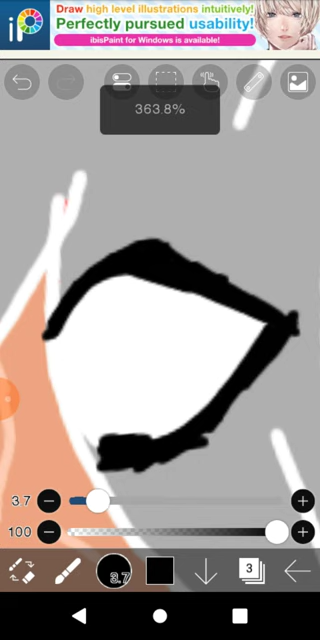 Draw high level illustrations intuitively!
Perfectly pursued usability!
ibisPaint for Windows is available!
363.8%
3.7
100
3.7
3